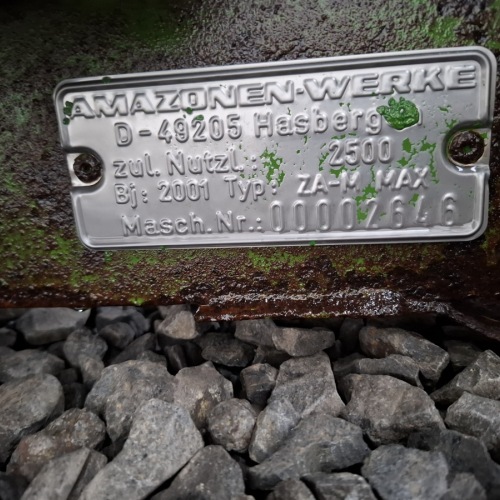 AMAZONEN-WERKE
D-49205 Hasberg
zul. Nutzl.: 2500
Bj: 2001 Typ: ZA-M MAX
Masch.Nr.: 00002646